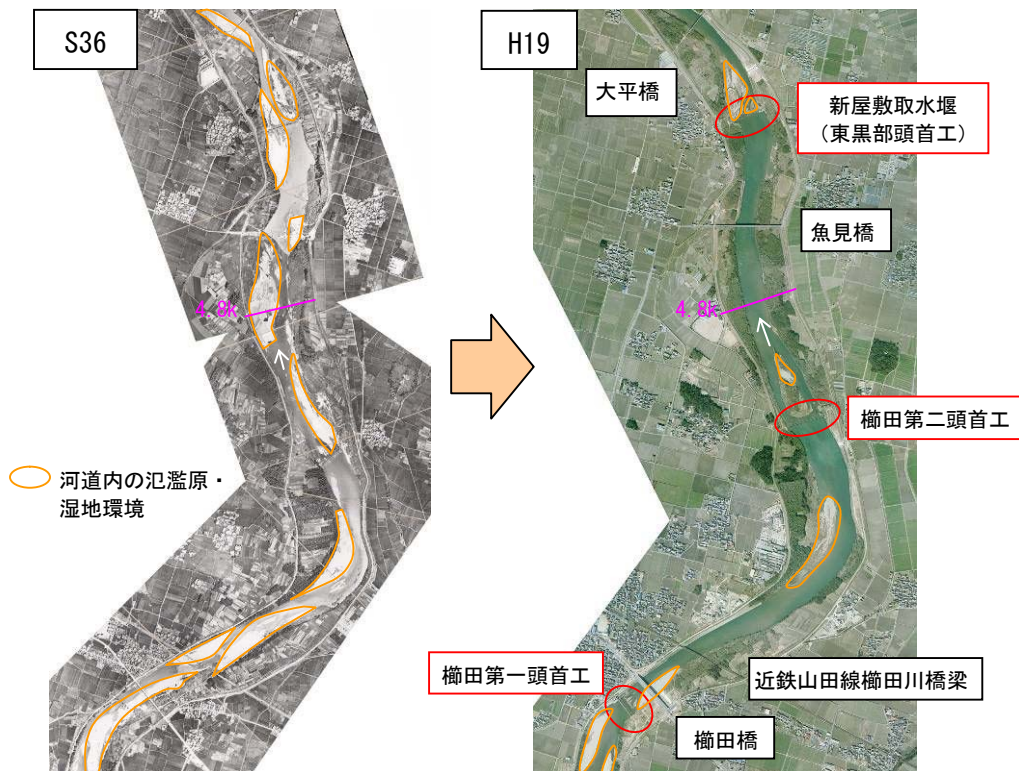 S36
H19
大平橋
新屋敷取水堰
（東黒部頭首工）
魚見橋
4.8k
4.8k
櫛田第二頭首工
河道内の氾濫原・
湿地環境
櫛田第一頭首工
近鉄山田線櫛田川橋梁
櫛田橋